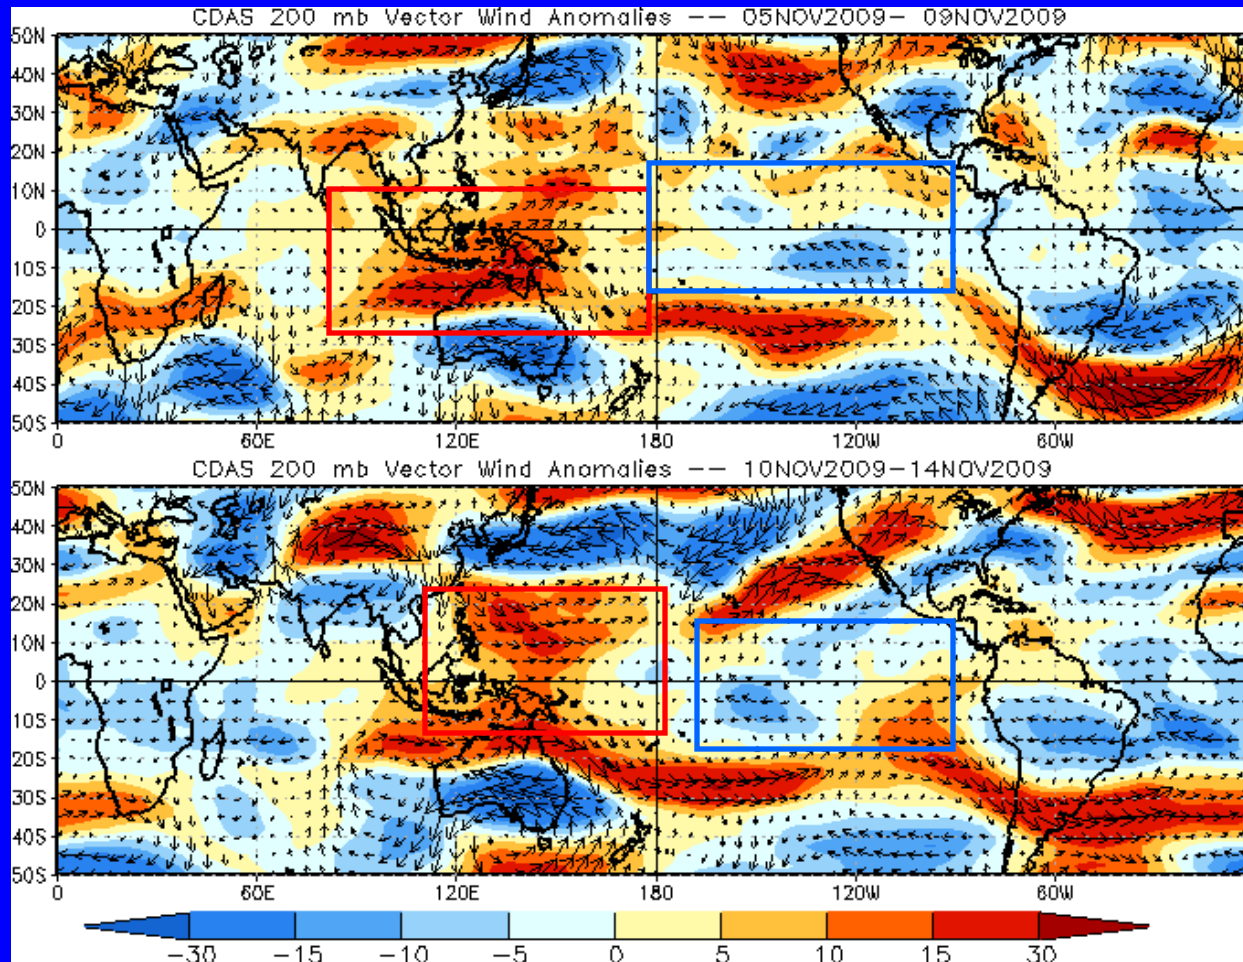 CDAS 200 mb Vector Wind Anomalies -- 05NOV2009- 09NOV2009
50N
40N
30N
20N
10N
0
10S
20S
30S
40S
50S
0 60E 120E 180 120W 60W
CDAS 200 mb Vector Wind Anomalies -- 10NOV2009-14NOV2009
50N
40N
30N
20N
10N
0
10S
20S
30S
40S
50S
0 60E 120E 180 120W 60W
-30 -15 -10 -5 0 5 10 15 30